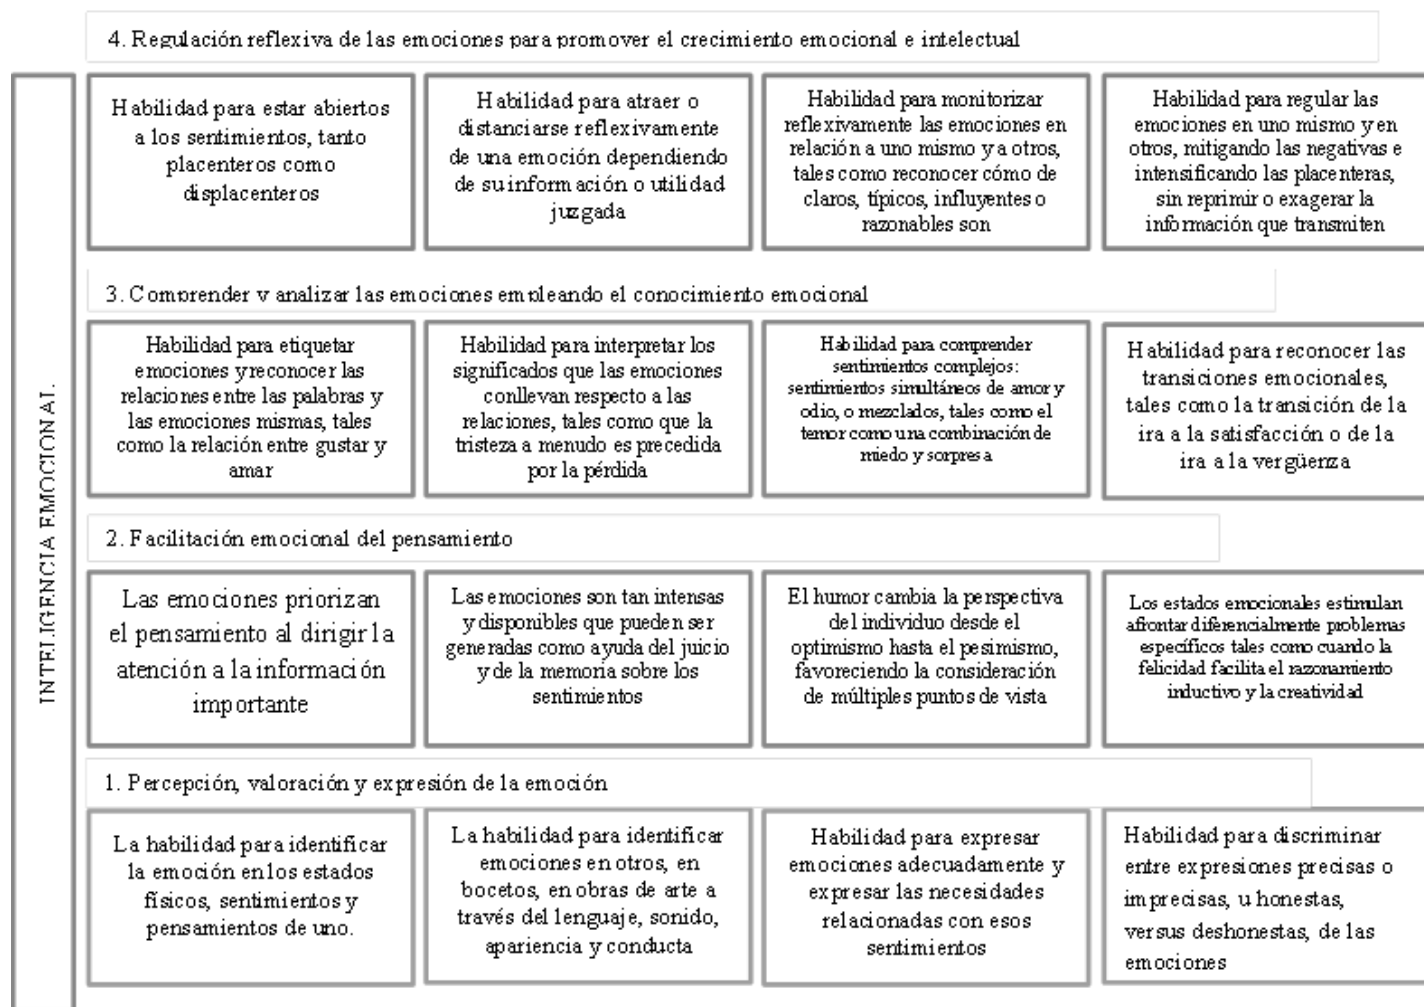 4. Regulación reflexiva de las emociones para promover el crecimiento emocional e intelectual
Habilidad para estar abiertos
a los sentimientos, tanto
placenteros como
displacenteros
Habilidad para atraer o
distanciarse reflexivamente
de una emoción dependiendo
de su información o utilidad
juzgada
Habilidad para monitorizar
reflexivamente las emociones en
relación a uno mismo y a otros,
tales como reconocer cómo de
claros, típicos, influyentes o
razonables son
Habilidad para regular las
emociones en uno mismo y en
otros, mitigando las negativas e
intensificando las placenteras,
sin reprimir o exagerar la
información que transmiten
INTELIGENCIA EMOCIONAL
3. Comprender y analizar las emociones empleando el conocimiento emocional
Habilidad para etiquetar
emociones y reconocer las
relaciones entre las palabras y
las emociones mismas, tales
como la relación entre gustar y
amar
Habilidad para interpretar los
significados que las emociones
conllevan respecto a las
relaciones, tales como que la
tristeza a menudo es precedida
por la pérdida
Habilidad para comprender
sentimientos complejos:
sentimientos simultáneos de amor y
odio, o mezclados, tales como el
temor como una combinación de
miedo y sorpresa
Habilidad para reconocer las
transiciones emocionales,
tales como la transición de la
ira a la satisfacción o de la
ira a la vergüenza
2. Facilitación emocional del pensamiento
Las emociones priorizan
el pensamiento al dirigir la
atención a la información
importante
Las emociones son tan intensas
y disponibles que pueden ser
generadas como ayuda del juicio
y de la memoria sobre los
sentimientos
El humor cambia la perspectiva
del individuo desde el
optimismo hasta el pesimismo,
favoreciendo la consideración
de múltiples puntos de vista
Los estados emocionales estimulan
afrontar diferencialmente problemas
específicos tales como cuando la
felicidad facilita el razonamiento
inductivo y la creatividad
1. Percepción, valoración y expresión de la emoción
La habilidad para identificar
la emoción en los estados
físicos, sentimientos y
pensamientos de uno.
La habilidad para identificar
emociones en otros, en
bocetos, en obras de arte a
través del lenguaje, sonido,
apariencia y conducta
Habilidad para expresar
emociones adecuadamente y
expresar las necesidades
relacionadas con esos
sentimientos
Habilidad para discriminar
entre expresiones precisas o
imprecisas, u honestas,
versus deshonestas, de las
emociones